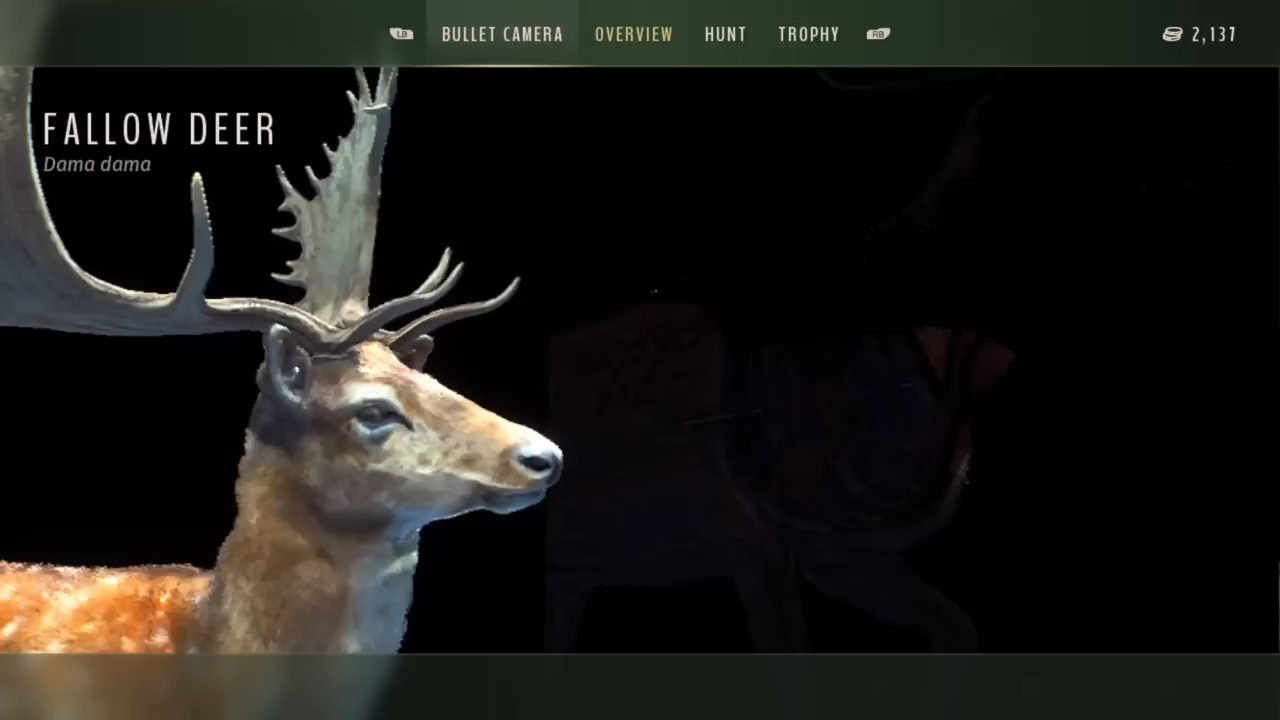 LB BULLET CAMERA OVERVIEW HUNT TROPHY RB 2,137
FALLOW DEER
Dama dama